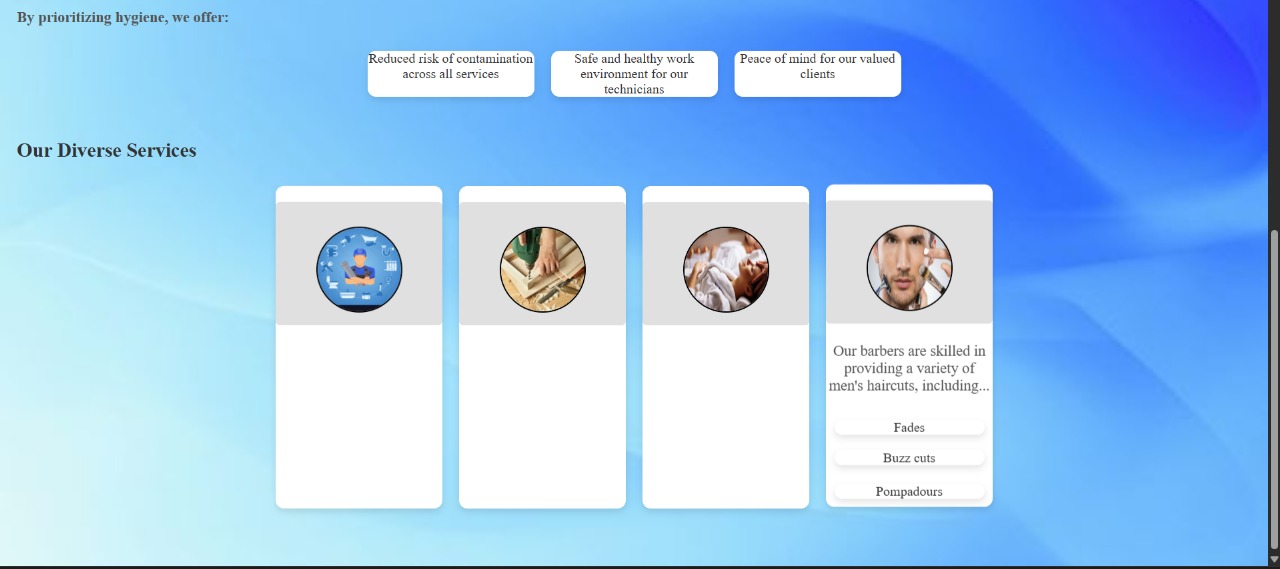 By prioritizing hygiene, we offer:
Reduced risk of contamination
across all services
Safe and healthy work
environment for our
technicians
Peace of mind for our valued
clients
Our Diverse Services
Our barbers are skilled in
providing a variety of
men's haircuts, including...
Fades
Buzz cuts
Pompadours